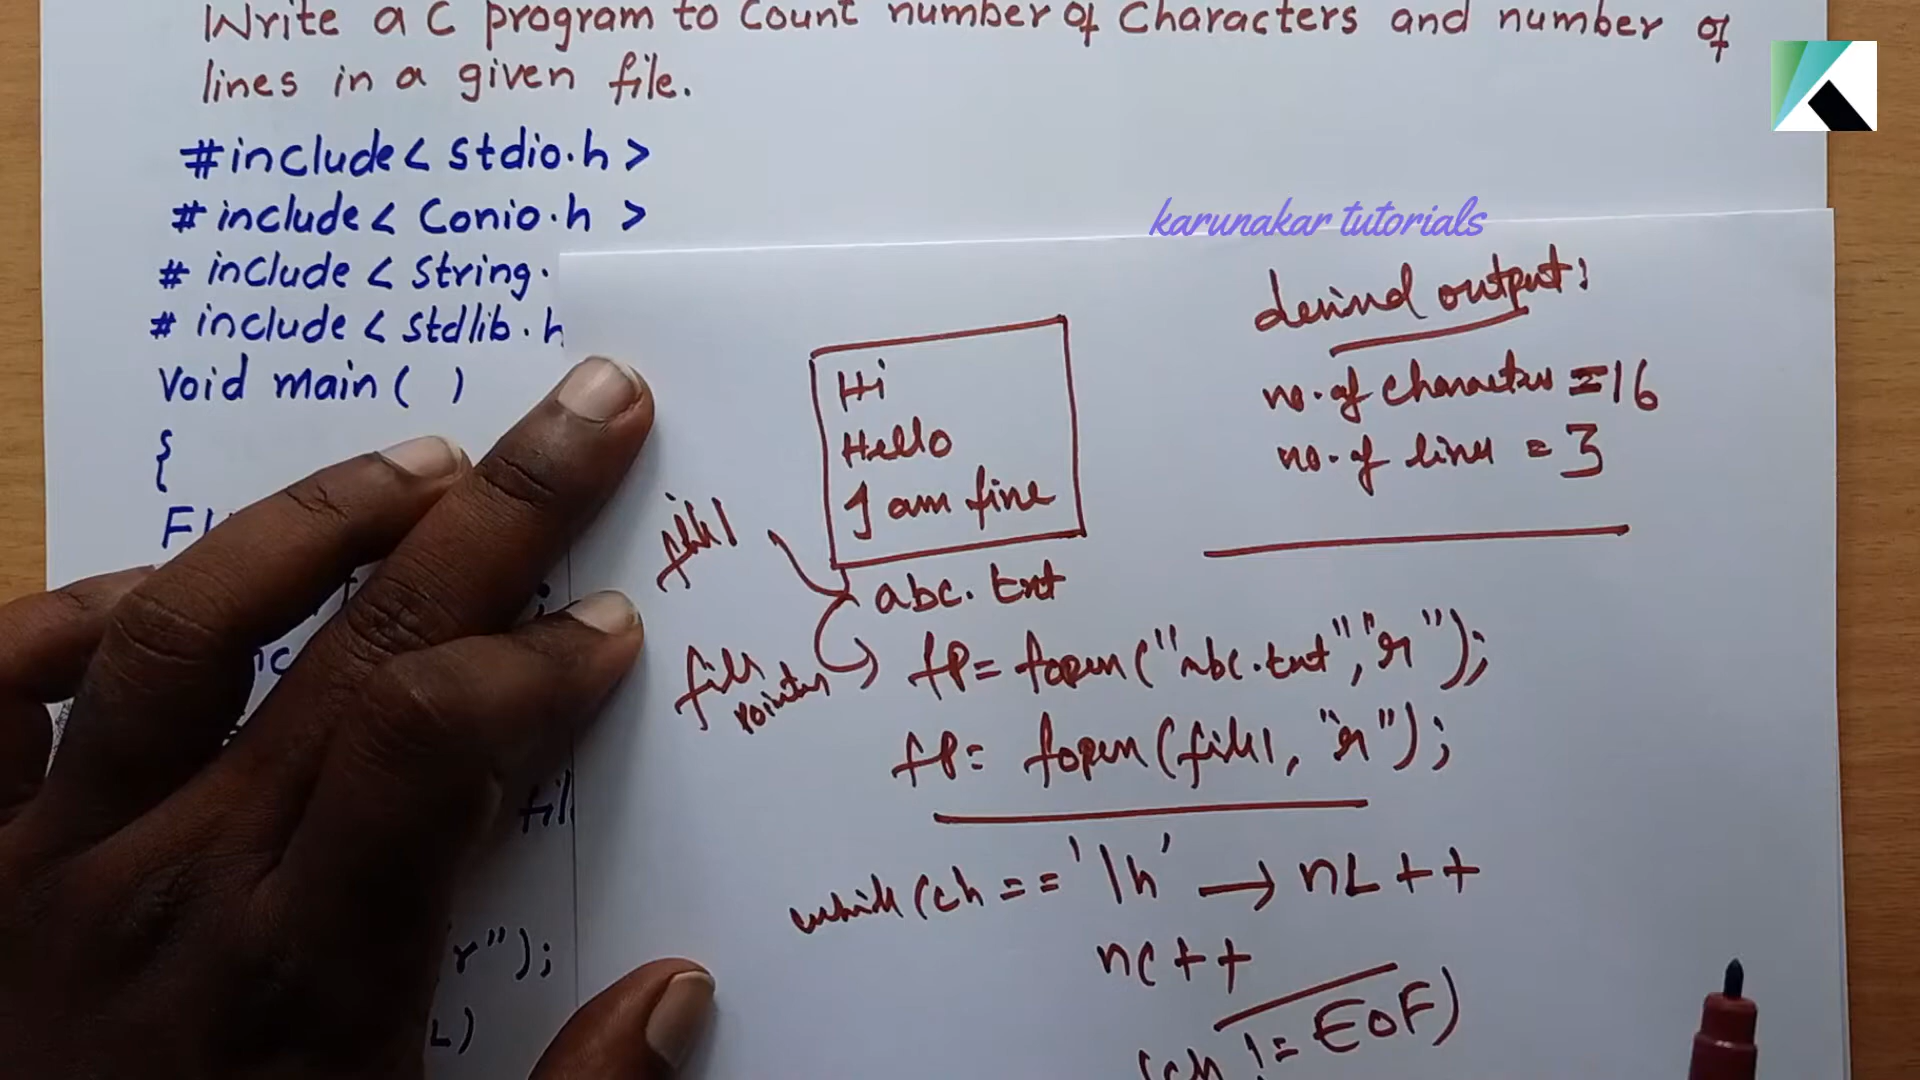 Write a C program to Count number of Characters and number of
lines in a given file.
#include< stdio.h >
#include< Conio.h >
# include < string.
# include < stdlib.h
Void main( )
{
karunakar tutorials
desired output:
no. of characters = 16
no. of lines = 3
Hi
Hello
I am fine
file1
abc.txt
file pointer
fp= fopen("abc.txt","r");
fp= fopen(file1, "r");
while(ch == '\n' → nL++
nc++
(ch != EOF)
r");
L)